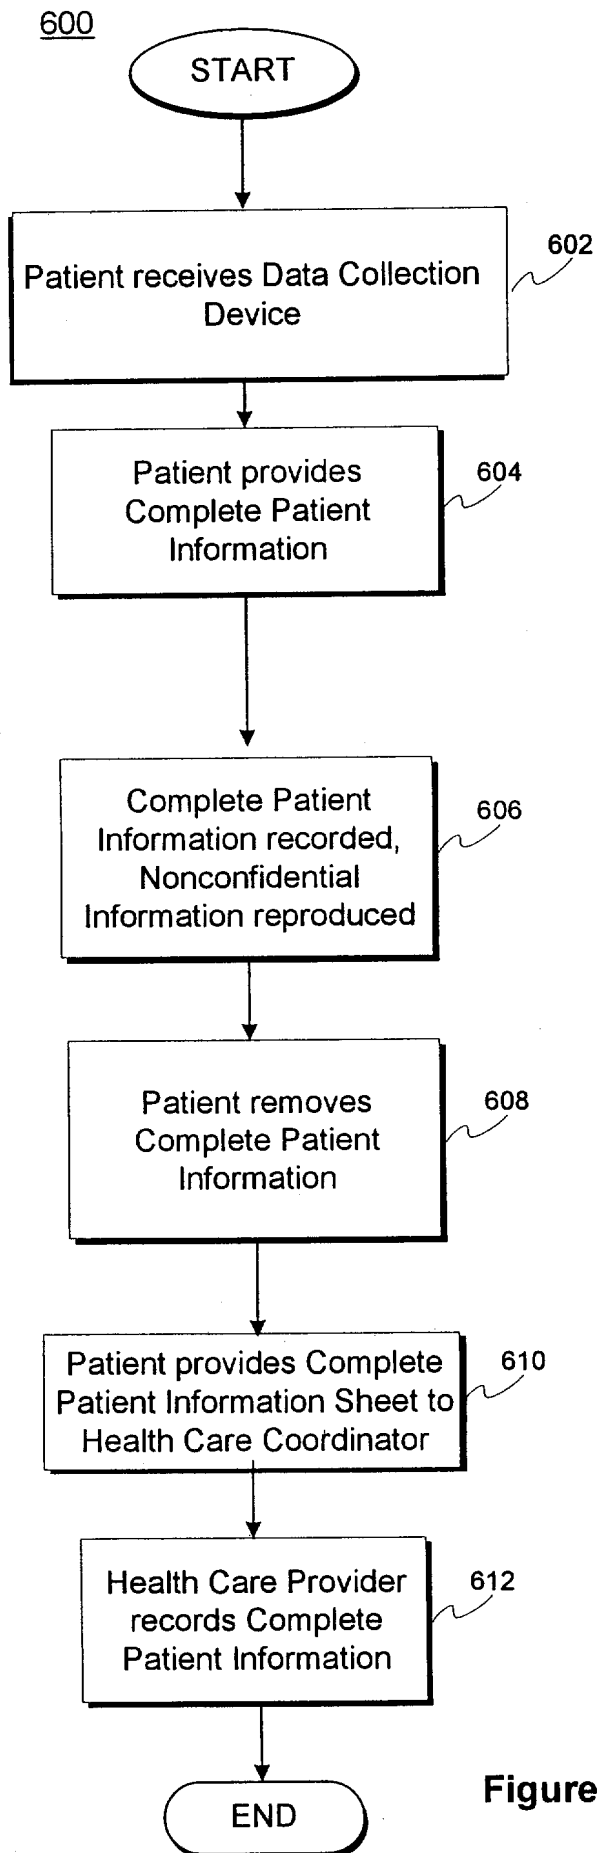 600
START
Patient receives Data Collection
Device
602
Patient provides
Complete Patient
Information
604
Complete Patient
Information recorded,
Nonconfidential
Information reproduced
606
Patient removes
Complete Patient
Information
608
Patient provides Complete
Patient Information Sheet to
Health Care Coordinator
610
Health Care Provider
records Complete
Patient Information
612
END
Figure